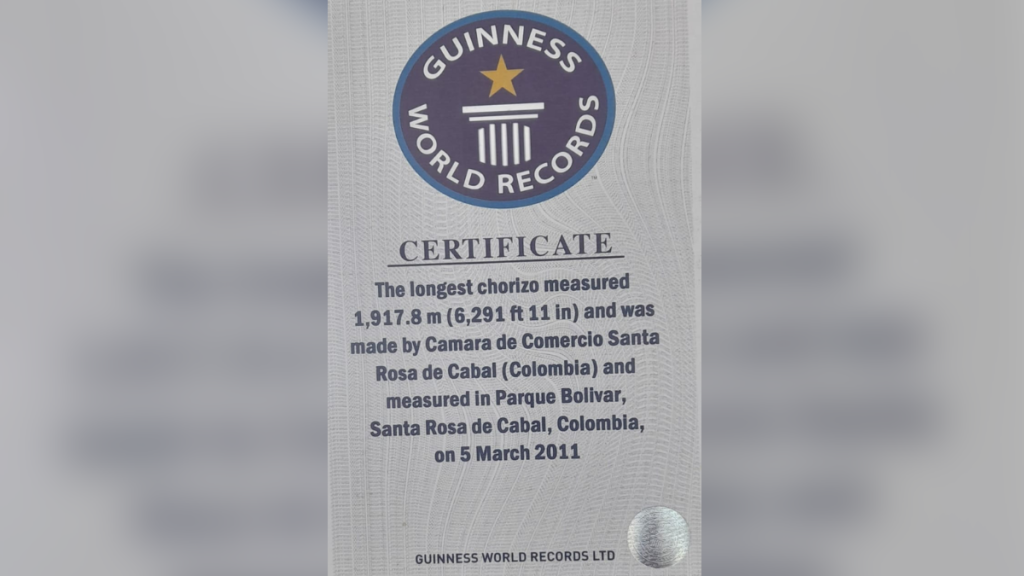 GUINNESS
WORLD RECORDS
CERTIFICATE
The longest chorizo measured
1,917.8 m (6,291 ft 11 in) and was
made by Camara de Comercio Santa
Rosa de Cabal (Colombia) and
measured in Parque Bolivar,
Santa Rosa de Cabal, Colombia,
on 5 March 2011
GUINNESS WORLD RECORDS LTD